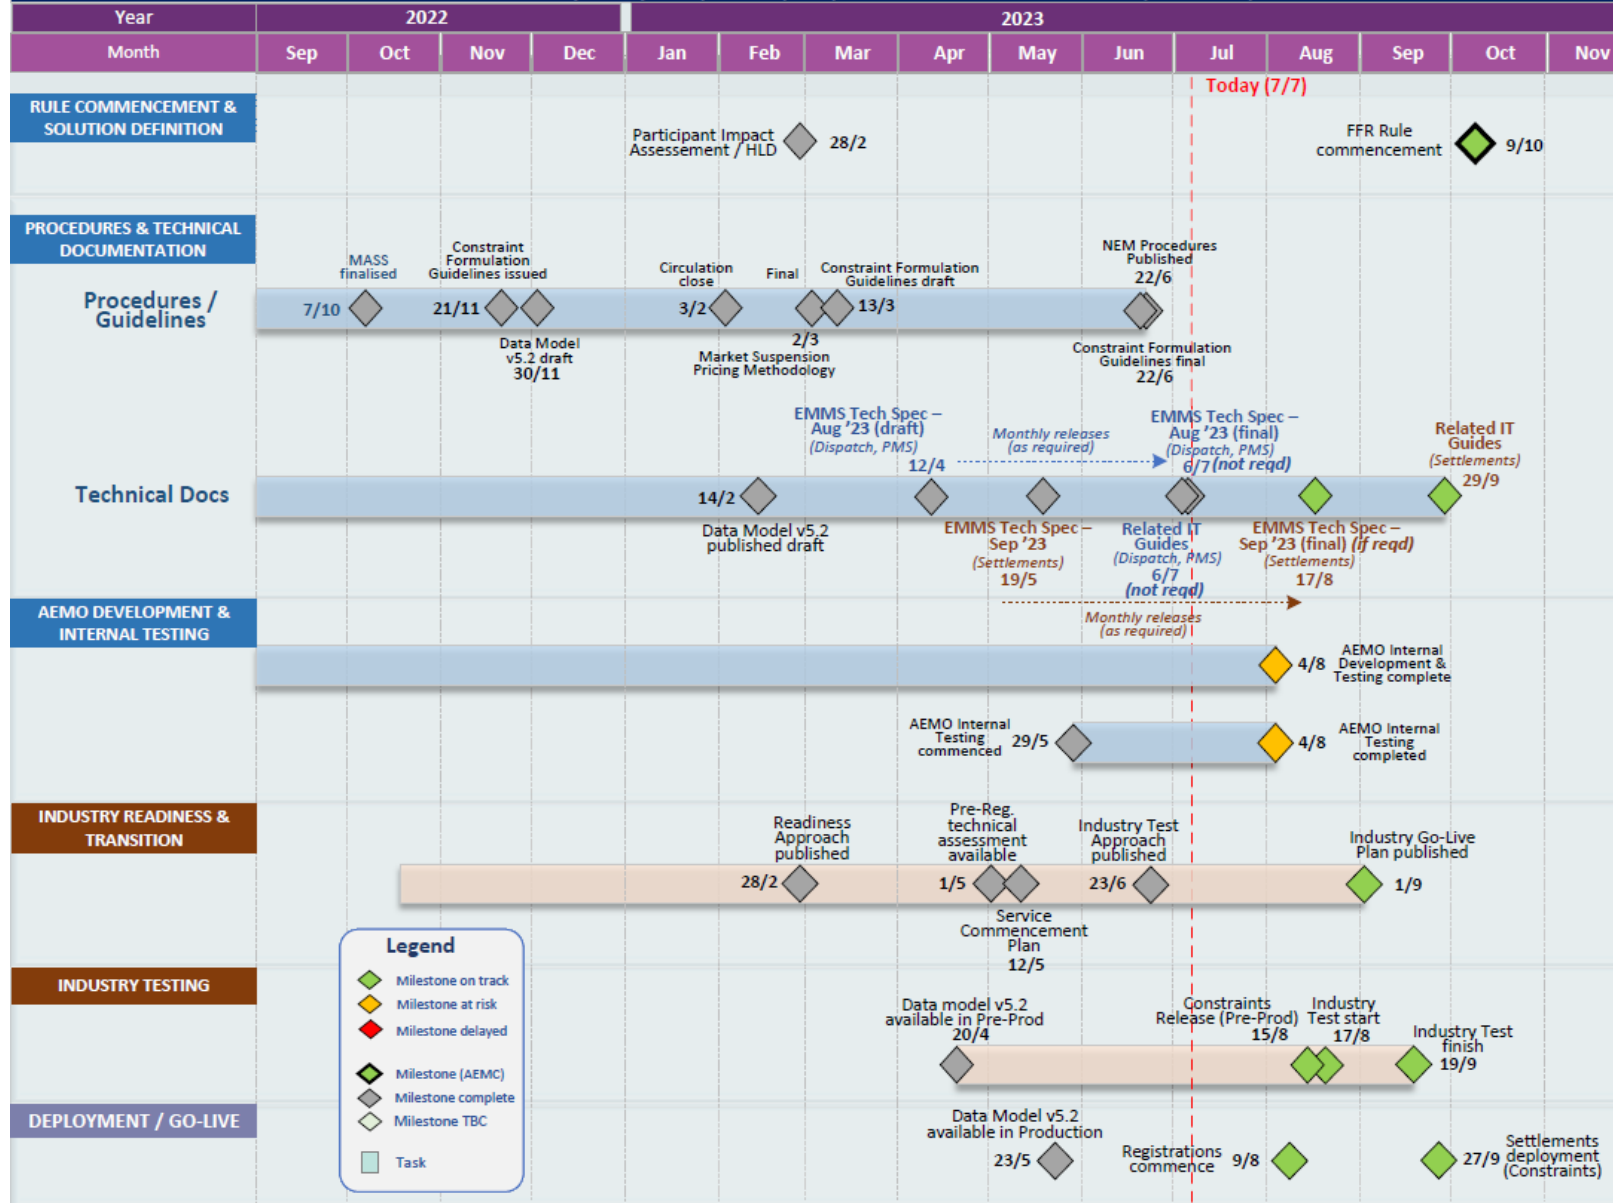 Year
2022
2023
Month
Sep
Oct
Nov
Dec
Jan
Feb
Mar
Apr
May
Jun
Jul
Aug
Sep
Oct
Nov
Today (7/7)
RULE COMMENCEMENT &
SOLUTION DEFINITION
Participant Impact
Assessement / HLD
28/2
FFR Rule
commencement
9/10
PROCEDURES & TECHNICAL
DOCUMENTATION
Procedures /
Guidelines
MASS
finalised
7/10
Constraint
Formulation
Guidelines issued
21/11
Data Model
v5.2 draft
30/11
Circulation
close
3/2
Final
2/3
Market Suspension
Pricing Methodology
Constraint Formulation
Guidelines draft
13/3
NEM Procedures
Published
22/6
Constraint Formulation
Guidelines final
22/6
Technical Docs
14/2
Data Model v5.2
published draft
EMMS Tech Spec –
Aug '23 (draft)
(Dispatch, PMS)
12/4
Monthly releases
(as required)
EMMS Tech Spec –
Aug '23 (final)
(Dispatch, PMS)
6/7 (not reqd)
Related IT
Guides
(Settlements)
29/9
EMMS Tech Spec –
Sep '23
(Settlements)
19/5
Related IT
Guides
(Dispatch, PMS)
6/7
(not reqd)
EMMS Tech Spec –
Sep '23 (final) (if reqd)
(Settlements)
17/8
Monthly releases
(as required)
AEMO DEVELOPMENT &
INTERNAL TESTING
4/8
AEMO Internal
Development &
Testing complete
AEMO Internal
Testing
commenced
29/5
4/8
AEMO Internal
Testing
completed
INDUSTRY READINESS &
TRANSITION
Readiness
Approach
published
28/2
Pre-Reg.
technical
assessment
available
1/5
Service
Commencement
Plan
12/5
Industry Test
Approach
published
23/6
Industry Go-Live
Plan published
1/9
Legend
Milestone on track
Milestone at risk
Milestone delayed
Milestone (AEMC)
Milestone complete
Milestone TBC
Task
INDUSTRY TESTING
Data model v5.2
available in Pre-Prod
20/4
Constraints
Release (Pre-Prod)
15/8
Industry
Test start
17/8
Industry Test
finish
19/9
DEPLOYMENT / GO-LIVE
Data Model v5.2
available in Production
23/5
Registrations
commence
9/8
27/9
Settlements
deployment
(Constraints)